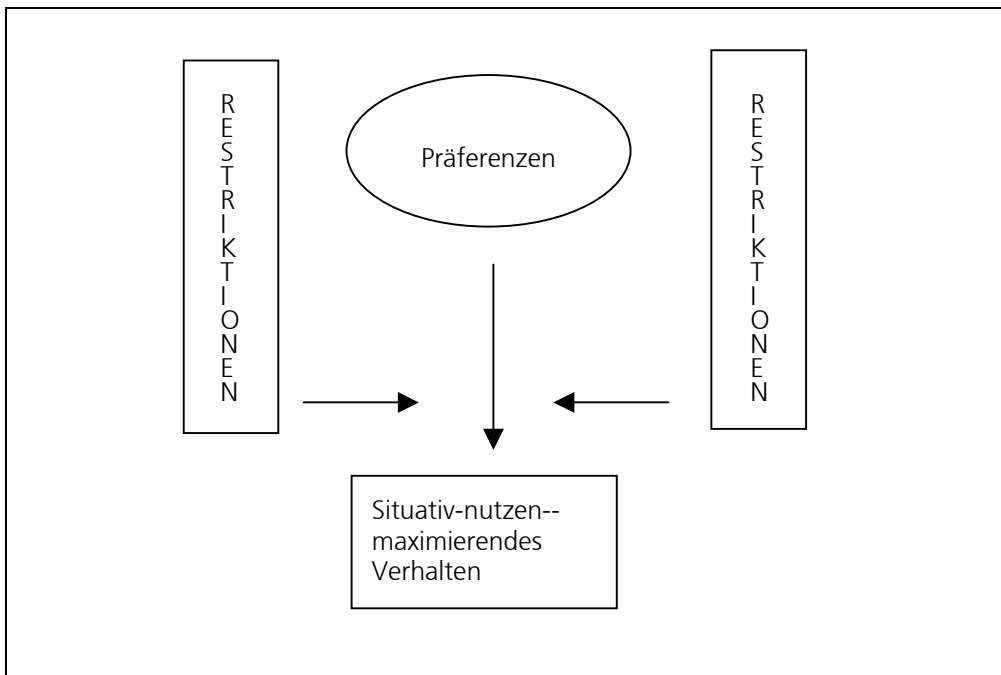 RESTRIKTIONEN
Präferenzen
RESTRIKTIONEN
Situativ-nutzen--
maximierendes
Verhalten